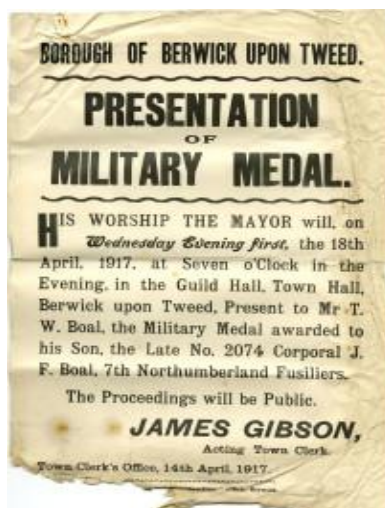 BOROUGH OF BERWICK UPON TWEED.
PRESENTATION
OF
MILITARY MEDAL.
HIS WORSHIP THE MAYOR will, on
Wednesday Evening first, the 18th
April, 1917, at Seven o'Clock in the
Evening, in the Guild Hall, Town Hall,
Berwick upon Tweed, Present to Mr T.
W. Boal, the Military Medal awarded to
his Son, the Late No. 2074 Corporal J.
F. Boal, 7th Northumberland Fusiliers.
The Proceedings will be Public.
JAMES GIBSON,
Acting Town Clerk.
Town Clerk's Office, 14th April, 1917.